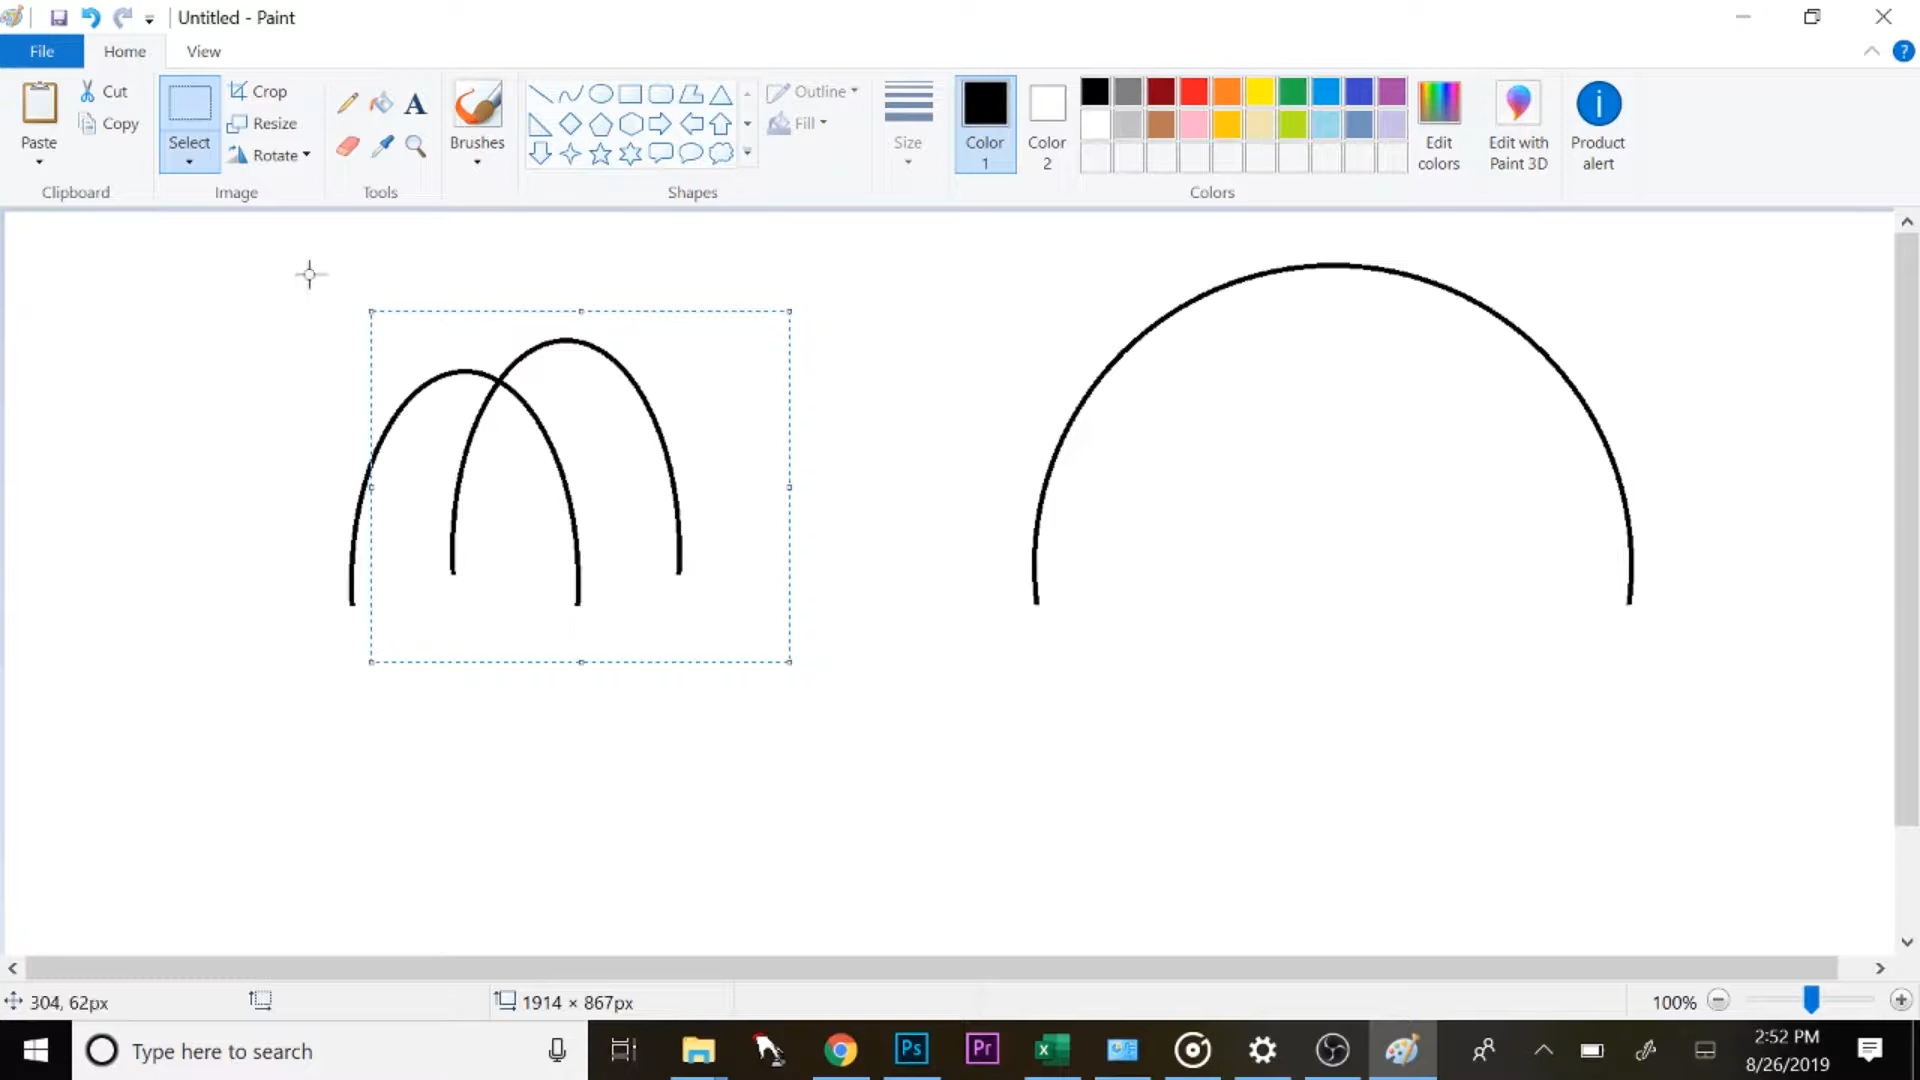 Untitled - Paint
File Home View
Paste Cut Copy Clipboard
Select Crop Resize Rotate Image
A Tools
Brushes
Shapes
Outline Fill
Size
Color 1
Color 2
Edit colors
Colors
Edit with Paint 3D
i Product alert
?
304, 62px
1914 × 867px
100%
Type here to search
Ps
Pr
X
2:52 PM
8/26/2019